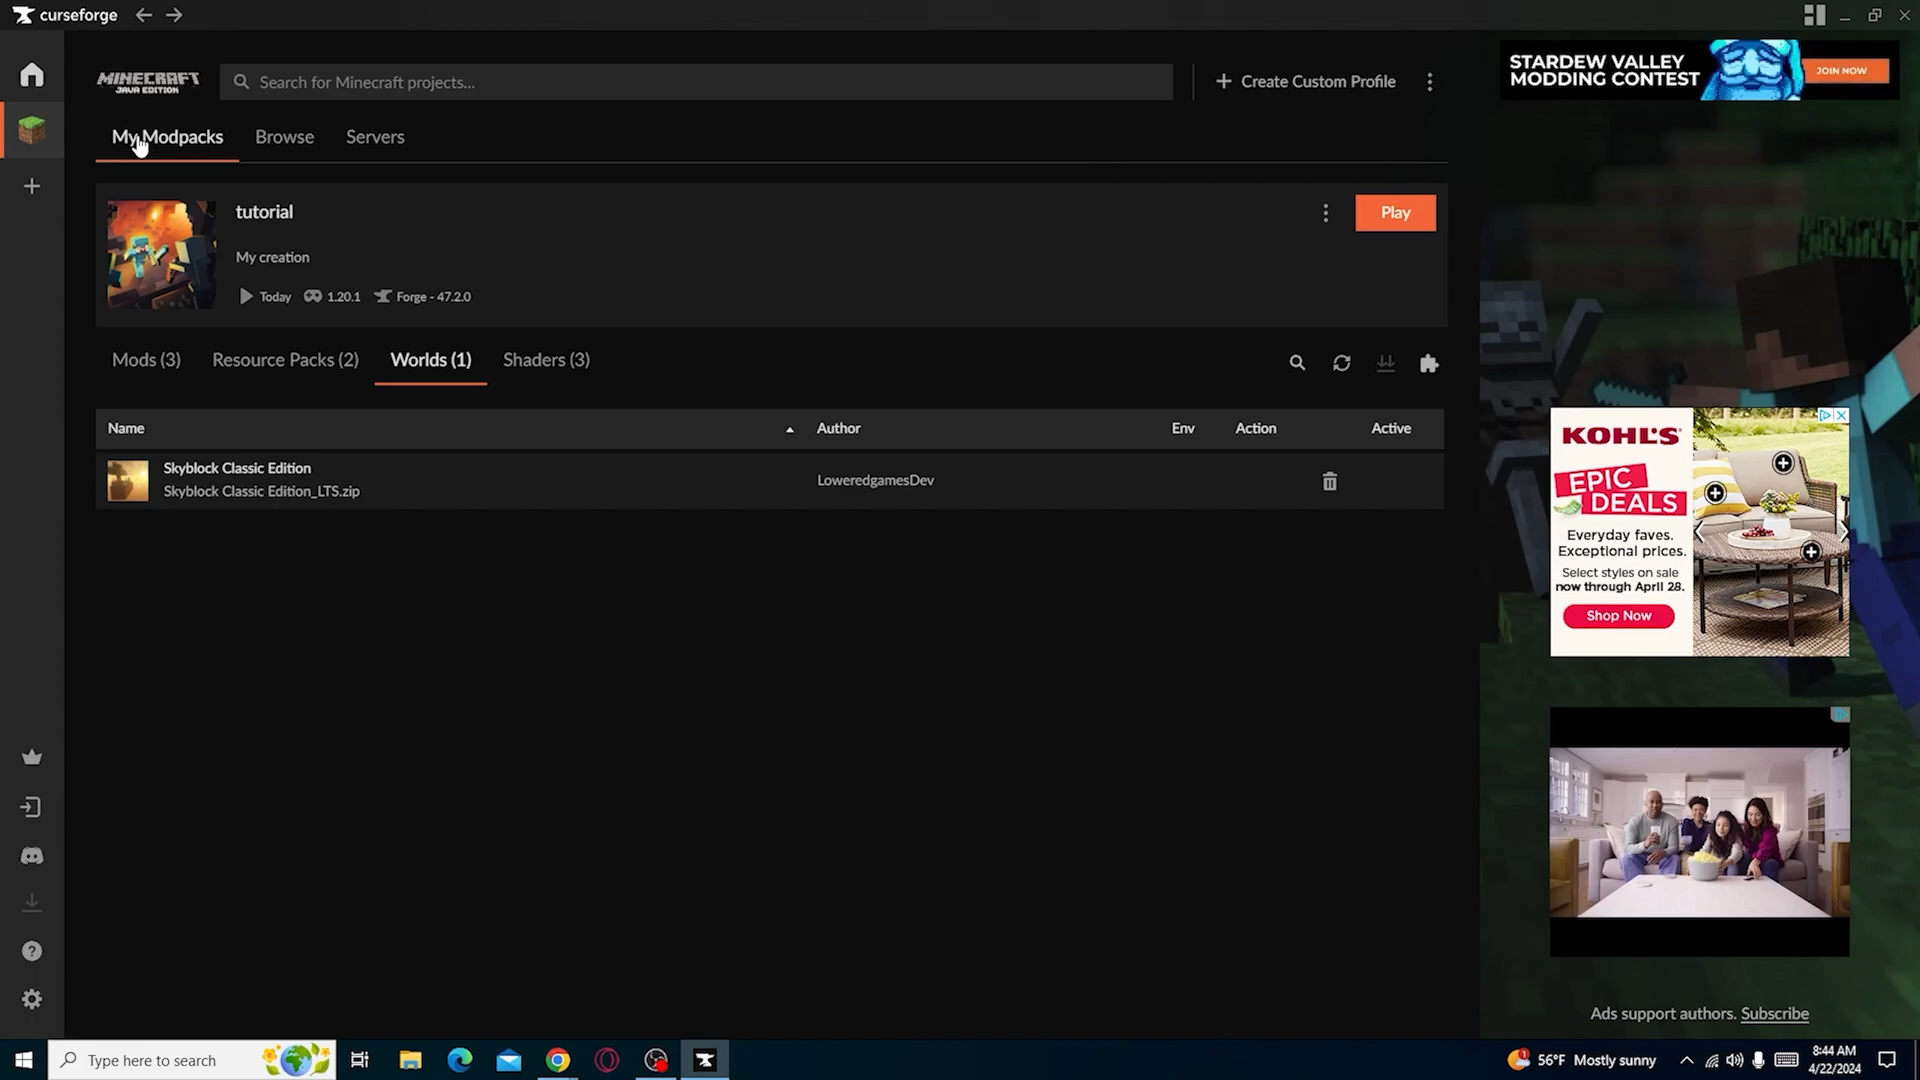 curseforge
MINECRAFT
JAVA EDITION
Search for Minecraft projects...
Create Custom Profile
STARDEW VALLEY
MODDING CONTEST
JOIN NOW
My Modpacks
Browse
Servers
tutorial
Play
My creation
Today
1.20.1
Forge - 47.2.0
Mods (3)
Resource Packs (2)
Worlds (1)
Shaders (3)
Name
Author
Env
Action
Active
Skyblock Classic Edition
Skyblock Classic Edition_LTS.zip
LoweredgamesDev
KOHL'S
EPIC
DEALS
Everyday faves.
Exceptional prices.
Select styles on sale
now through April 28.
Shop Now
Ads support authors. Subscribe
Type here to search
1
56°F Mostly sunny
8:44 AM
4/22/2024